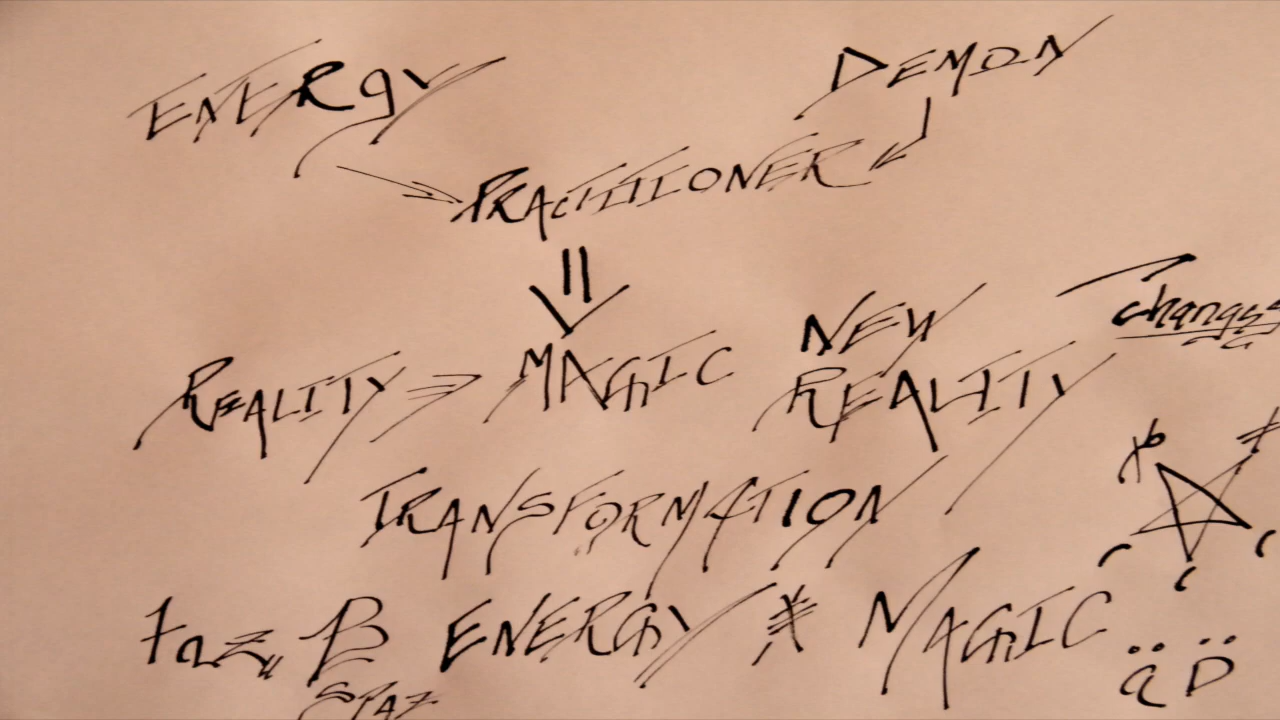 ENERgy DEMON
PRACTITIONER
changes
NEW
REALITY ⇒ MAGIC REALITY
TRANSFORMATION
ENERGY MAGIC